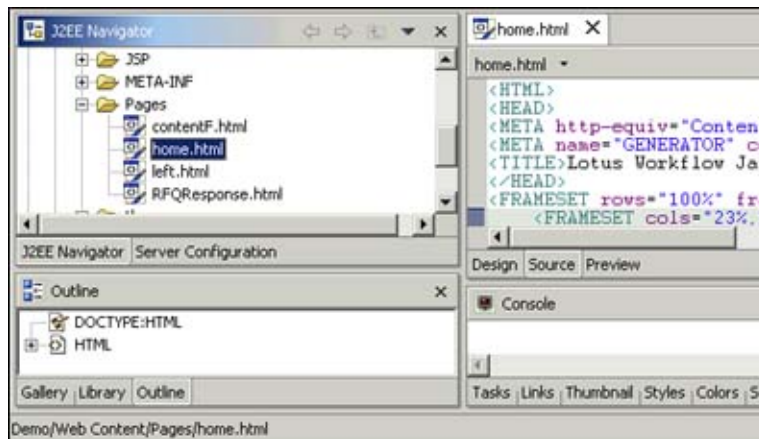 J2EE Navigator
JSP
META-INF
Pages
contentF.html
home.html
left.html
RFQResponse.html
J2EE Navigator Server Configuration
home.html
home.html
<HTML>
<HEAD>
<META http-equiv="Conten
<META name="GENERATOR" c
<TITLE>Lotus Workflow Ja
</HEAD>
<FRAMESET rows="100%" fr
<FRAMESET cols="23%,
Design Source Preview
Outline
DOCTYPE:HTML
HTML
Gallery Library Outline
Console
Tasks Links Thumbnail Styles Colors S
Demo/Web Content/Pages/home.html